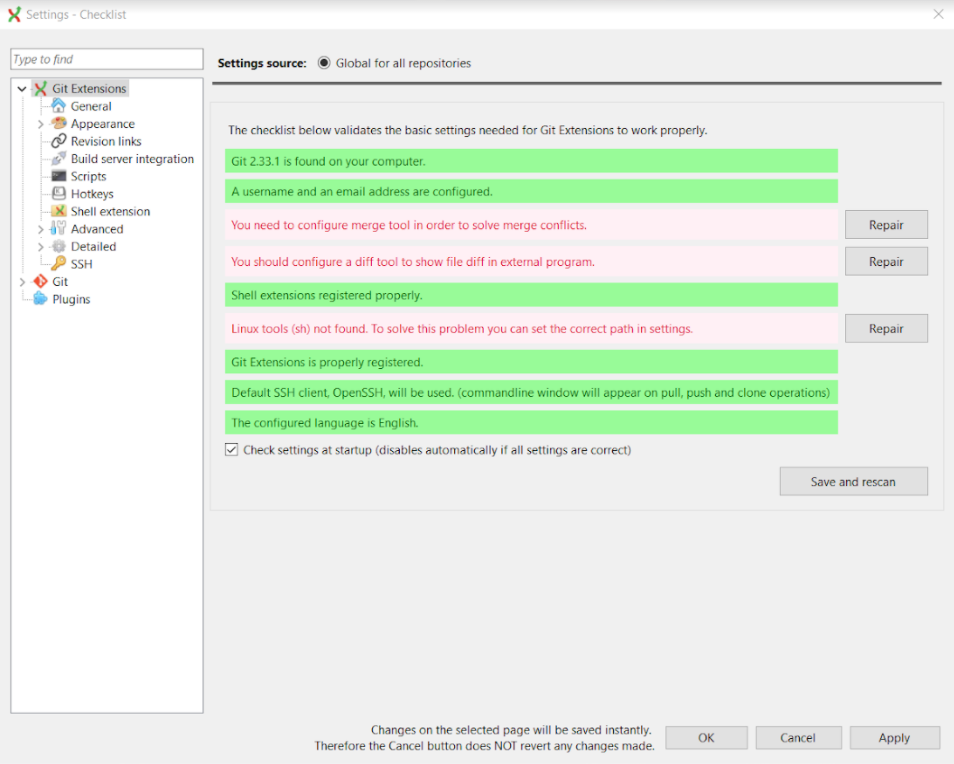 Settings - Checklist
Type to find
Settings source: Global for all repositories
Git Extensions
General
Appearance
Revision links
Build server integration
Scripts
Hotkeys
Shell extension
Advanced
Detailed
SSH
Git
Plugins
The checklist below validates the basic settings needed for Git Extensions to work properly.
Git 2.33.1 is found on your computer.
A username and an email address are configured.
You need to configure merge tool in order to solve merge conflicts.
Repair
You should configure a diff tool to show file diff in external program.
Repair
Shell extensions registered properly.
Linux tools (sh) not found. To solve this problem you can set the correct path in settings.
Repair
Git Extensions is properly registered.
Default SSH client, OpenSSH, will be used. (commandline window will appear on pull, push and clone operations)
The configured language is English.
Check settings at startup (disables automatically if all settings are correct)
Save and rescan
Changes on the selected page will be saved instantly.
Therefore the Cancel button does NOT revert any changes made.
OK
Cancel
Apply